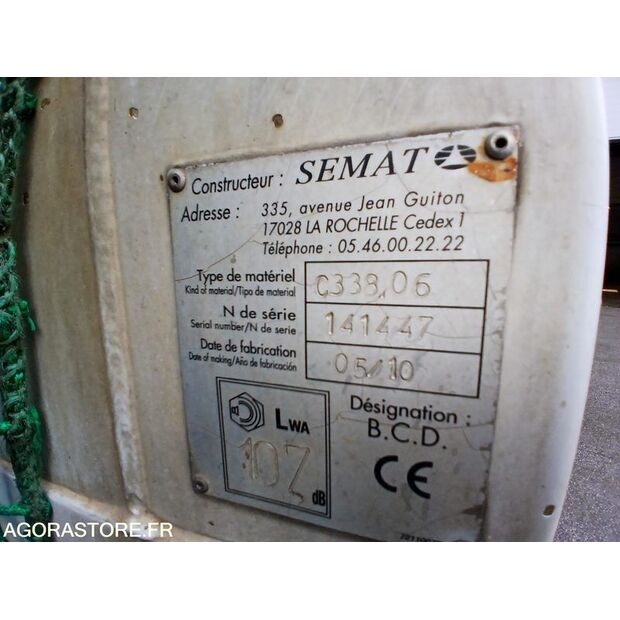 Constructeur : SEMAT
Adresse : 335, avenue Jean Guiton
17028 LA ROCHELLE Cedex 1
Téléphone : 05.46.00.22.22
Type de matériel C338.06
Kind of material/Tipo de material
N de série 141447
Serial number/N de serie
Date de fabrication 05/10
Date of making/Año de fabricación
LWA
107
dB
Désignation :
B.C.D.
CE
AGORASTORE.FR